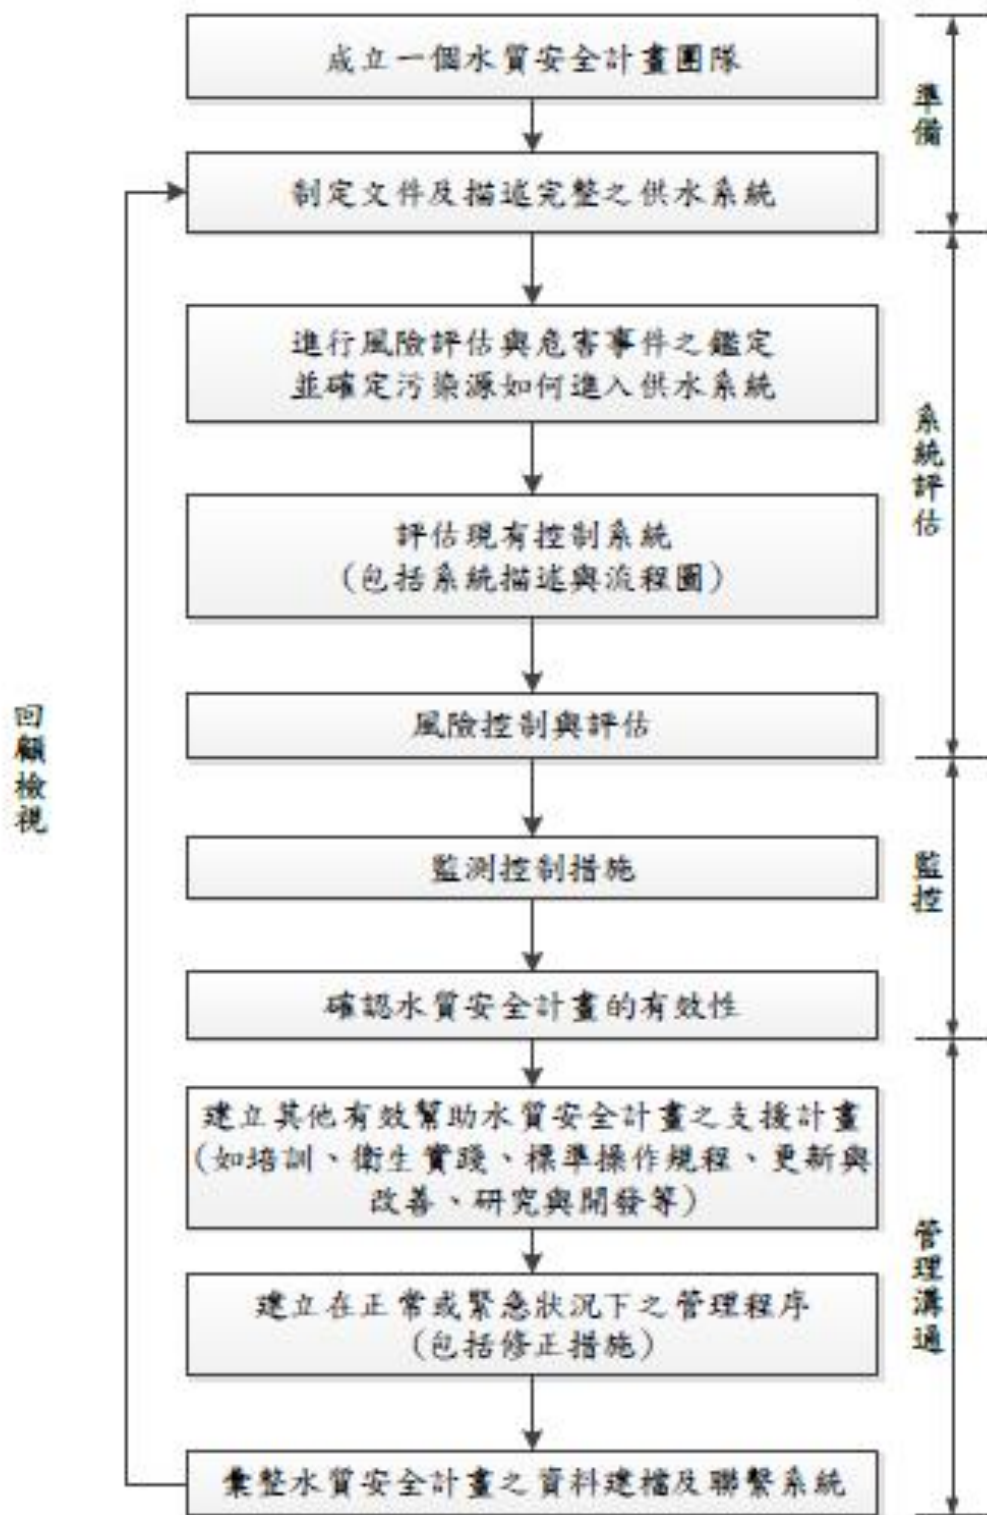 成立一個水質安全計畫團隊
準備
制定文件及描述完整之供水系統
進行風險評估與危害事件之鑑定
並確定污染源如何進入供水系統
系統評估
評估現有控制系統
(包括系統描述與流程圖)
風險控制與評估
回顧檢視
監測控制措施
監控
確認水質安全計畫的有效性
建立其他有效幫助水質安全計畫之支援計畫
(如培訓、衛生實踐、標準操作規程、更新與
改善、研究與開發等)
管理溝通
建立在正常或緊急狀況下之管理程序
(包括修正措施)
彙整水質安全計畫之資料建檔及聯繫系統